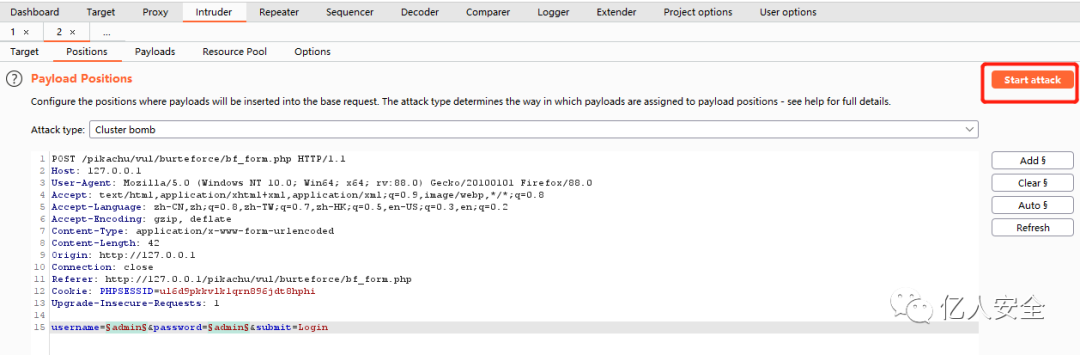 Dashboard Target Proxy Intruder Repeater Sequencer Decoder Comparer Logger Extender Project options User options
1 × 2 × ...
Target Positions Payloads Resource Pool Options
? Payload Positions
Start attack
Configure the positions where payloads will be inserted into the base request. The attack type determines the way in which payloads are assigned to payload positions - see help for full details.
Attack type: Cluster bomb
1 POST /pikachu/vul/burteforce/bf_form.php HTTP/1.1
2 Host: 127.0.0.1
3 User-Agent: Mozilla/5.0 (Windows NT 10.0; Win64; x64; rv:88.0) Gecko/20100101 Firefox/88.0
4 Accept: text/html,application/xhtml+xml,application/xml;q=0.9,image/webp,*/*;q=0.8
5 Accept-Language: zh-CN,zh;q=0.8,zh-TW;q=0.7,zh-HK;q=0.5,en-US;q=0.3,en;q=0.2
6 Accept-Encoding: gzip, deflate
7 Content-Type: application/x-www-form-urlencoded
8 Content-Length: 42
9 Origin: http://127.0.0.1
10 Connection: close
11 Referer: http://127.0.0.1/pikachu/vul/burteforce/bf_form.php
12 Cookie: PHPSESSID=ul6d9pkkvlklqrn896jdt8hphi
13 Upgrade-Insecure-Requests: 1
14
15 username=§admin§&password=§admin§&submit=Login
Add §
Clear §
Auto §
Refresh
亿人安全